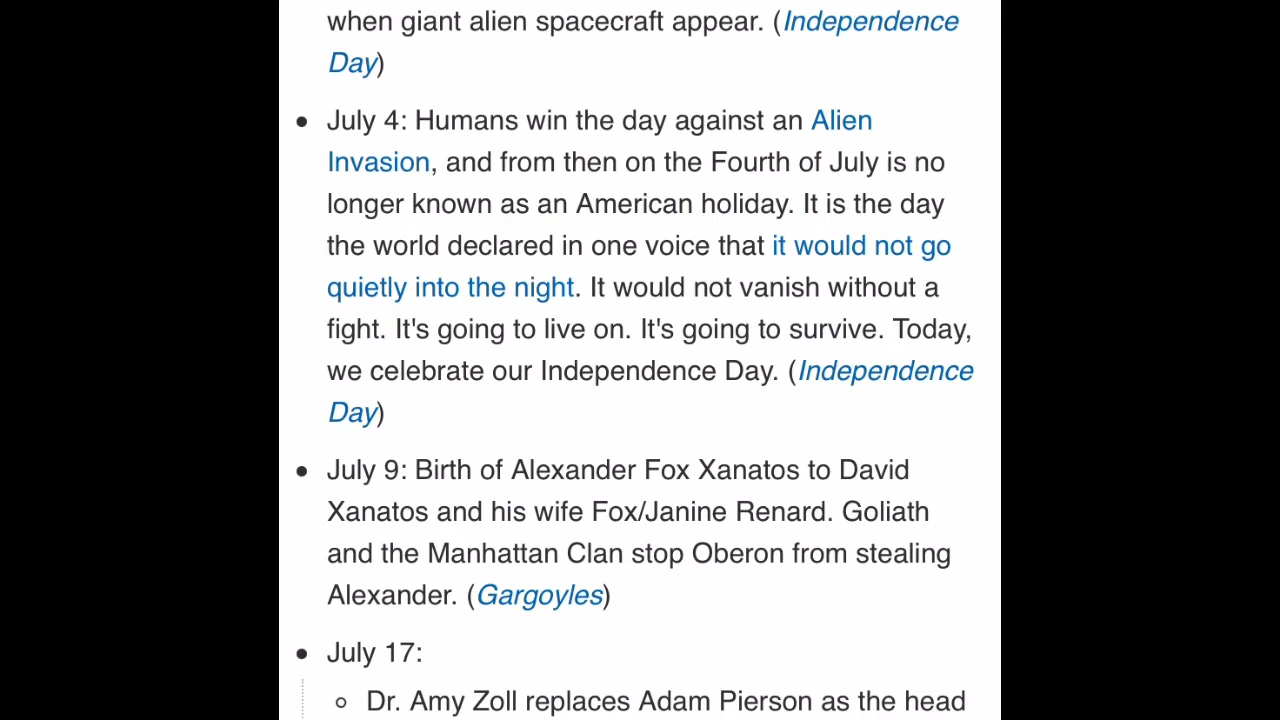 when giant alien spacecraft appear. (Independence
Day)
• July 4: Humans win the day against an Alien
Invasion, and from then on the Fourth of July is no
longer known as an American holiday. It is the day
the world declared in one voice that it would not go
quietly into the night. It would not vanish without a
fight. It's going to live on. It's going to survive. Today,
we celebrate our Independence Day. (Independence
Day)
• July 9: Birth of Alexander Fox Xanatos to David
Xanatos and his wife Fox/Janine Renard. Goliath
and the Manhattan Clan stop Oberon from stealing
Alexander. (Gargoyles)
• July 17:
○ Dr. Amy Zoll replaces Adam Pierson as the head